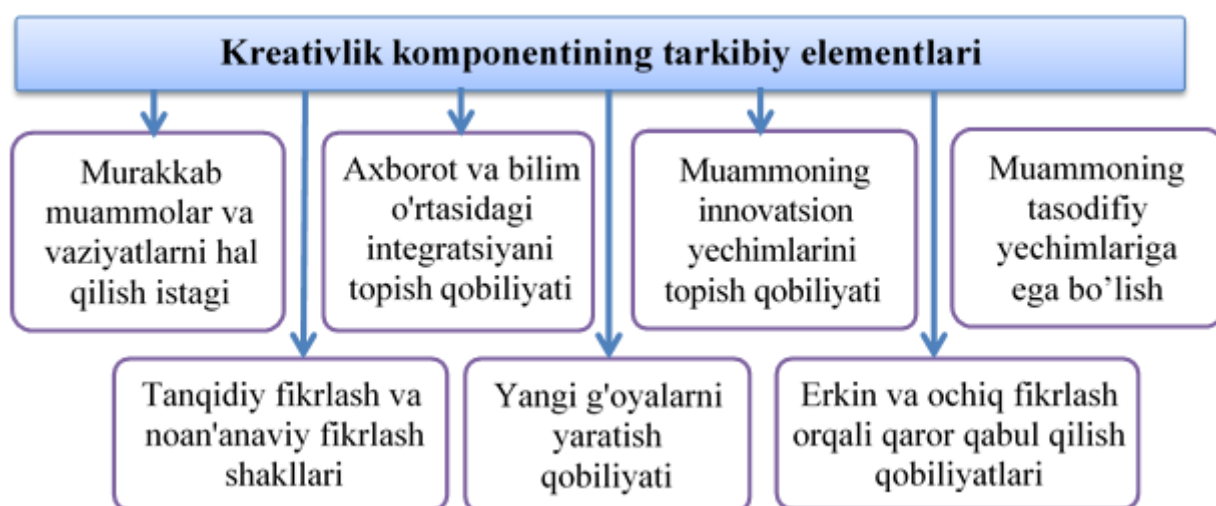 Kreativlik komponentining tarkibiy elementlari
Murakkab
muammolar va
vaziyatlarni hal
qilish istagi
Axborot va bilim
o'rtasidagi
integratsiyani
topish qobiliyati
Muammoning
innovatsion
yechimlarini
topish qobiliyati
Muammoning
tasodifiy
yechimlariga
ega bo’lish
Tanqidiy fikrlash va
noan'anaviy fikrlash
shakllari
Yangi g'oyalarni
yaratish
qobiliyati
Erkin va ochiq fikrlash
orqali qaror qabul qilish
qobiliyatlari